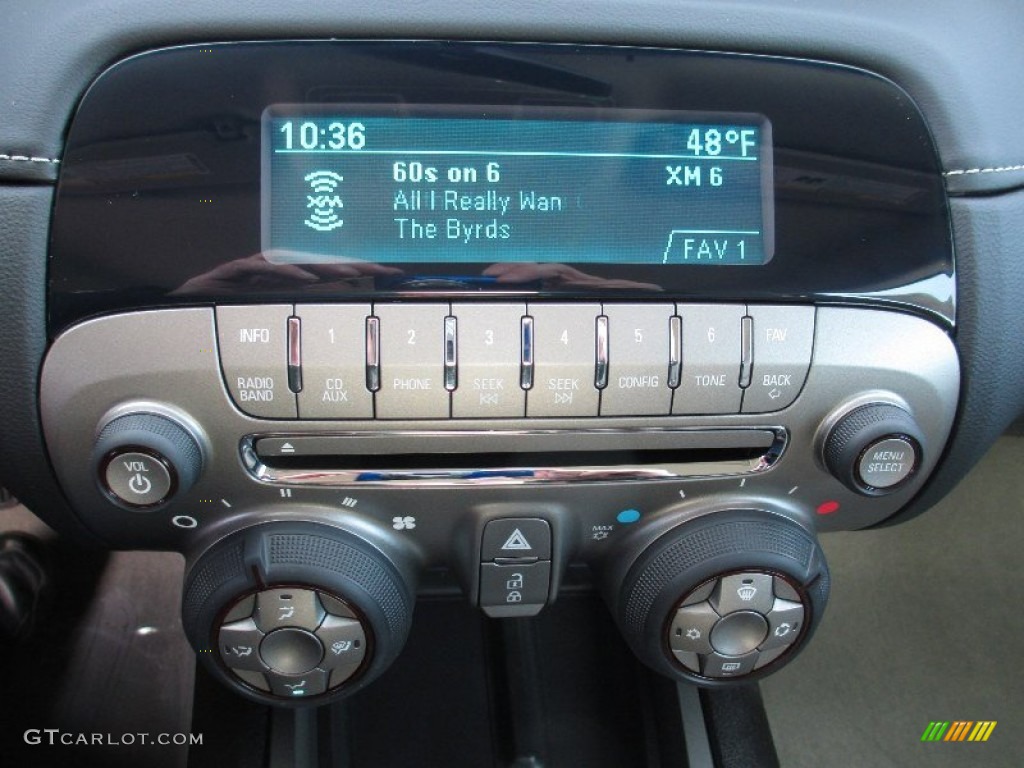 10:36 48°F
60s on 6 XM 6
XM All I Really Wan
The Byrds
FAV 1
INFO 1 2 3 4 5 6 FAV
RADIO BAND CD AUX PHONE SEEK SEEK CONFIG TONE BACK
VOL
MENU SELECT
MAX
GTCARLOT.COM